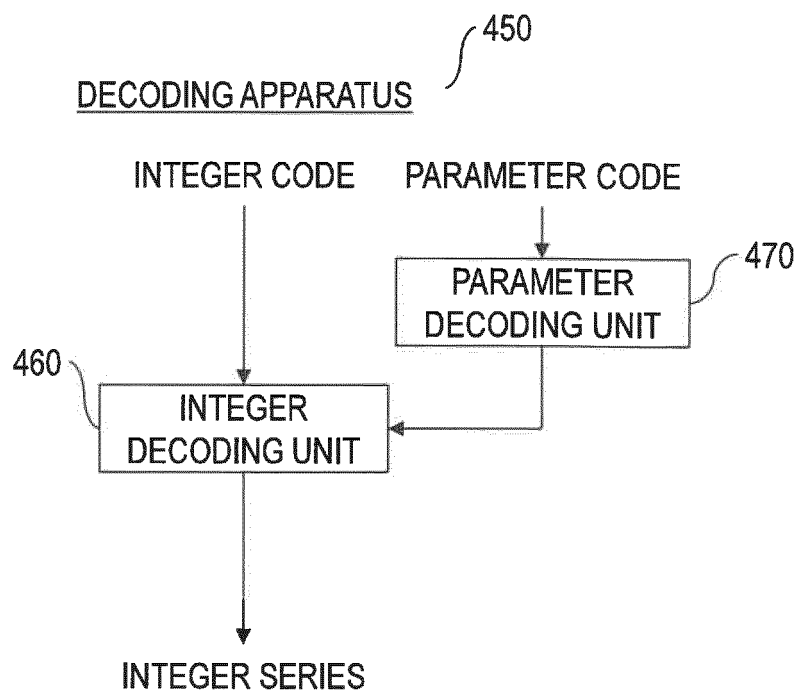 450
DECODING APPARATUS
INTEGER CODE
PARAMETER CODE
470
PARAMETER
DECODING UNIT
460
INTEGER
DECODING UNIT
INTEGER SERIES